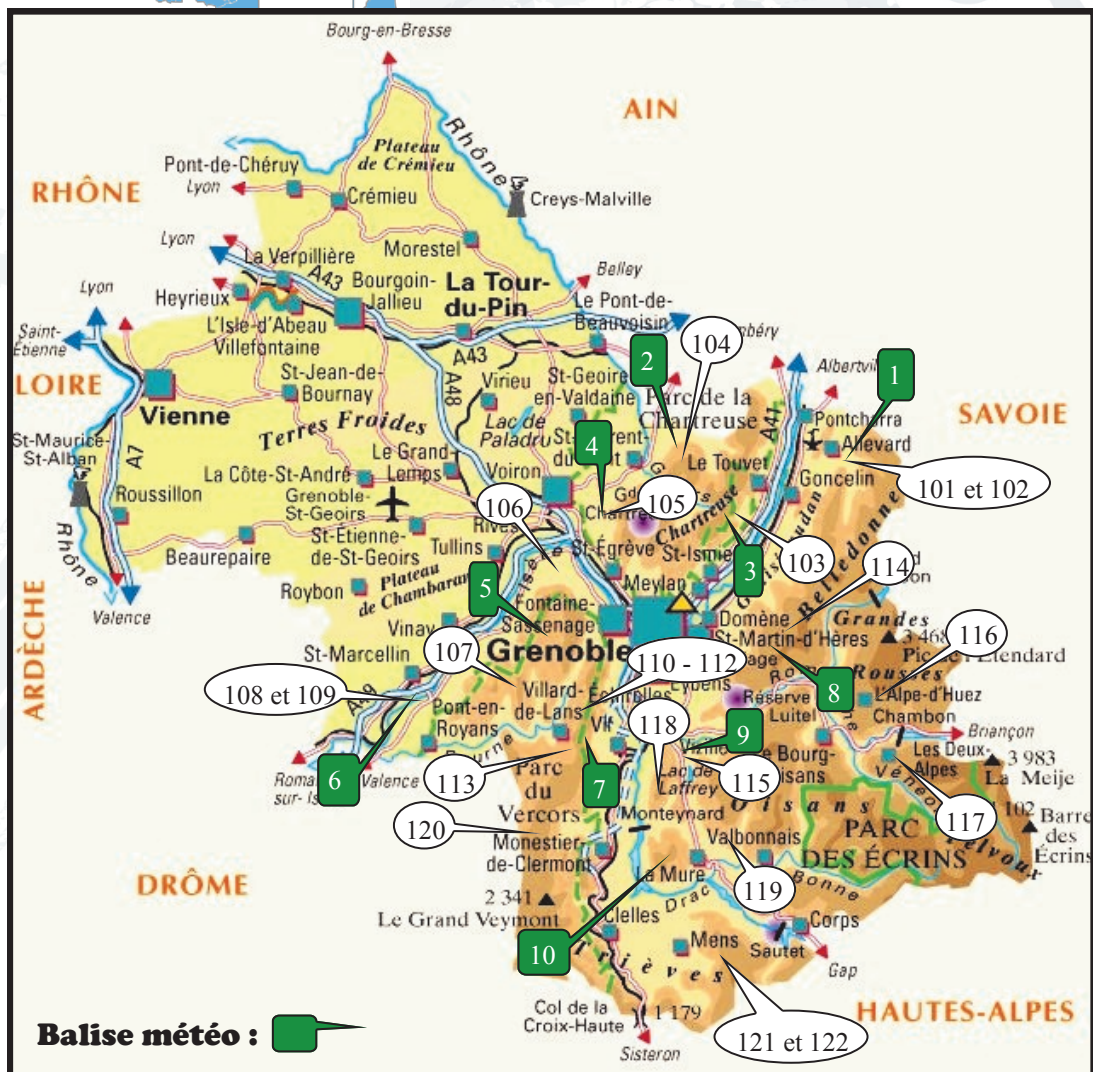 Bourg-en-Bresse
AIN
Rhône
Plateau
de Crémieu
Pont-de-Chéruy
RHÔNE
Lyon
Crémieu
Creys-Malville
Lyon
Morestel
La Verpillière
A43
Bourgoin-
Jallieu
La Tour-
du-Pin
Belley
Lyon
Heyrieux
L'Isle-d'Abeau
Villefontaine
Le Pont-de-
Beauvoisin
Saint-
Étienne
A43
2
104
Albertvil
1
LOIRE
Vienne
St-Jean-de-
Bournay
A48
Virieu
St-Geoire
en-Valdaine
Parc de la
Chartreuse
A41
Pontcharra
SAVOIE
Terres Froides
Lac de
Paladru
4
Allevard
St-Maurice-
St-Alban
A7
La Côte-St-André
Le Grand-
Lemps
Voiron
Le Touvet
Goncelin
101 et 102
Roussillon
Grenoble-
St-Geoirs
106
105
Chartreuse
103
Belledonne
Rhône
Beaurepaire
St-Étienne-
de-St-Geoirs
Rives
Tullins
St-Égrève
St-Ismie
3
114
Roybon
Plateau
de Chambaran
Isère
5
Meylan
Valence
Vinay
Fontaine-
Sassenage
Domène
Grandes
ARDÈCHE
St-Marcellin
107
Grenoble
St-Martin-d'Hères
3 468
Pic de l'Étendard
116
108 et 109
A49
110 - 112
8
Rousses
Villard-
de-Lans
Échirolles
Réserve
Luitel
L'Alpe-d'Huez
Pont-en-
Royans
Vif
118
Chambon
Briançon
6
Valence
Bourne
113
7
9
Bourg-
Les Deux-
Alpes
3 983
La Meije
Parc
du
Vercors
Lac de
Laffrey
115
Oisans
117
120
Monteynard
Valbonnais
PARC
DES ÉCRINS
Barre
des
Écrins
Monestier-
de-Clermont
DRÔME
La Mure
119
Bonne
2 341
Le Grand Veymont
Drac
Clelles
10
Mens
Corps
Sautet
Trièves
Gap
Col de la
Croix-Haute
1 179
HAUTES-ALPES
121 et 122
Balise météo :
Sisteron